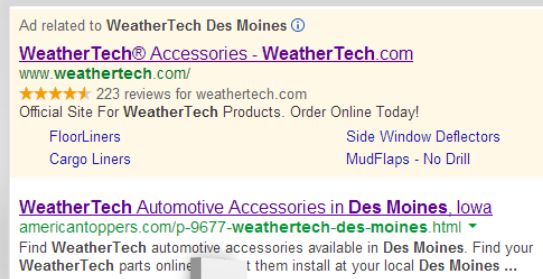 Ad related to WeatherTech Des Moines
WeatherTech® Accessories - WeatherTech.com
www.weathertech.com/
223 reviews for weathertech.com
Official Site For WeatherTech Products. Order Online Today!
FloorLiners Side Window Deflectors
Cargo Liners MudFlaps - No Drill
WeatherTech Automotive Accessories in Des Moines, Iowa
americantoppers.com/p-9677-weathertech-des-moines.html
Find WeatherTech automotive accessories available in Des Moines. Find your
WeatherTech parts online t them install at your local Des Moines ...